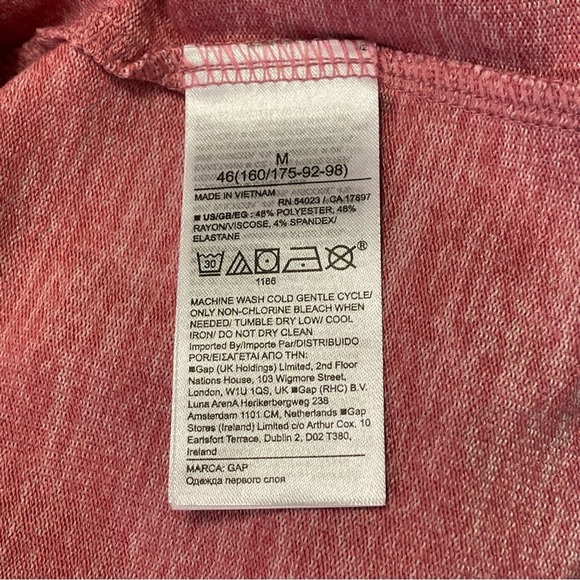 M
46(160/175-92-98)
MADE IN VIETNAM
RN 54023 / CA 17897
■ US/GB/EG : 48% POLYESTER, 48%
RAYON/VISCOSE, 4% SPANDEX/
ELASTANE
30
®
1166
MACHINE WASH COLD GENTLE CYCLE/
ONLY NON-CHLORINE BLEACH WHEN
NEEDED/ TUMBLE DRY LOW/ COOL
IRON/ DO NOT DRY CLEAN
Imported By/Importe Par/DISTRIBUIDO
POR/ΕΙΣΑΓΕΤΑΙ ΑΠΟ ΤΗΝ:
■Gap (UK Holdings) Limited, 2nd Floor
Nations House, 103 Wigmore Street,
London, W1U 1QS, UK ■Gap (RHC) B.V.
Luna ArenA Herikerbergweg 238
Amsterdam 1101 CM, Netherlands ■Gap
Stores (Ireland) Limited c/o Arthur Cox, 10
Earlsfort Terrace, Dublin 2, D02 T380,
Ireland
MARCA: GAP
Одежда первого слоя